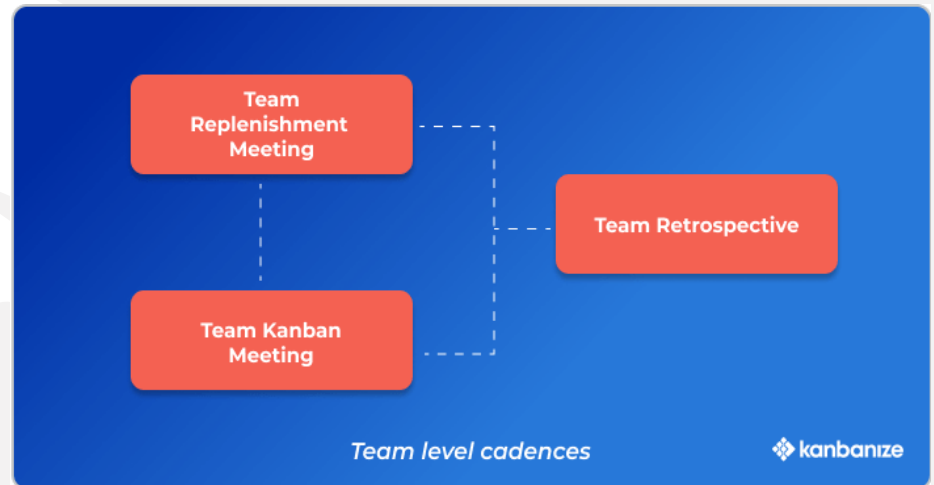 Team
Replenishment
Meeting
Team Retrospective
Team Kanban
Meeting
Team level cadences
kanbanize